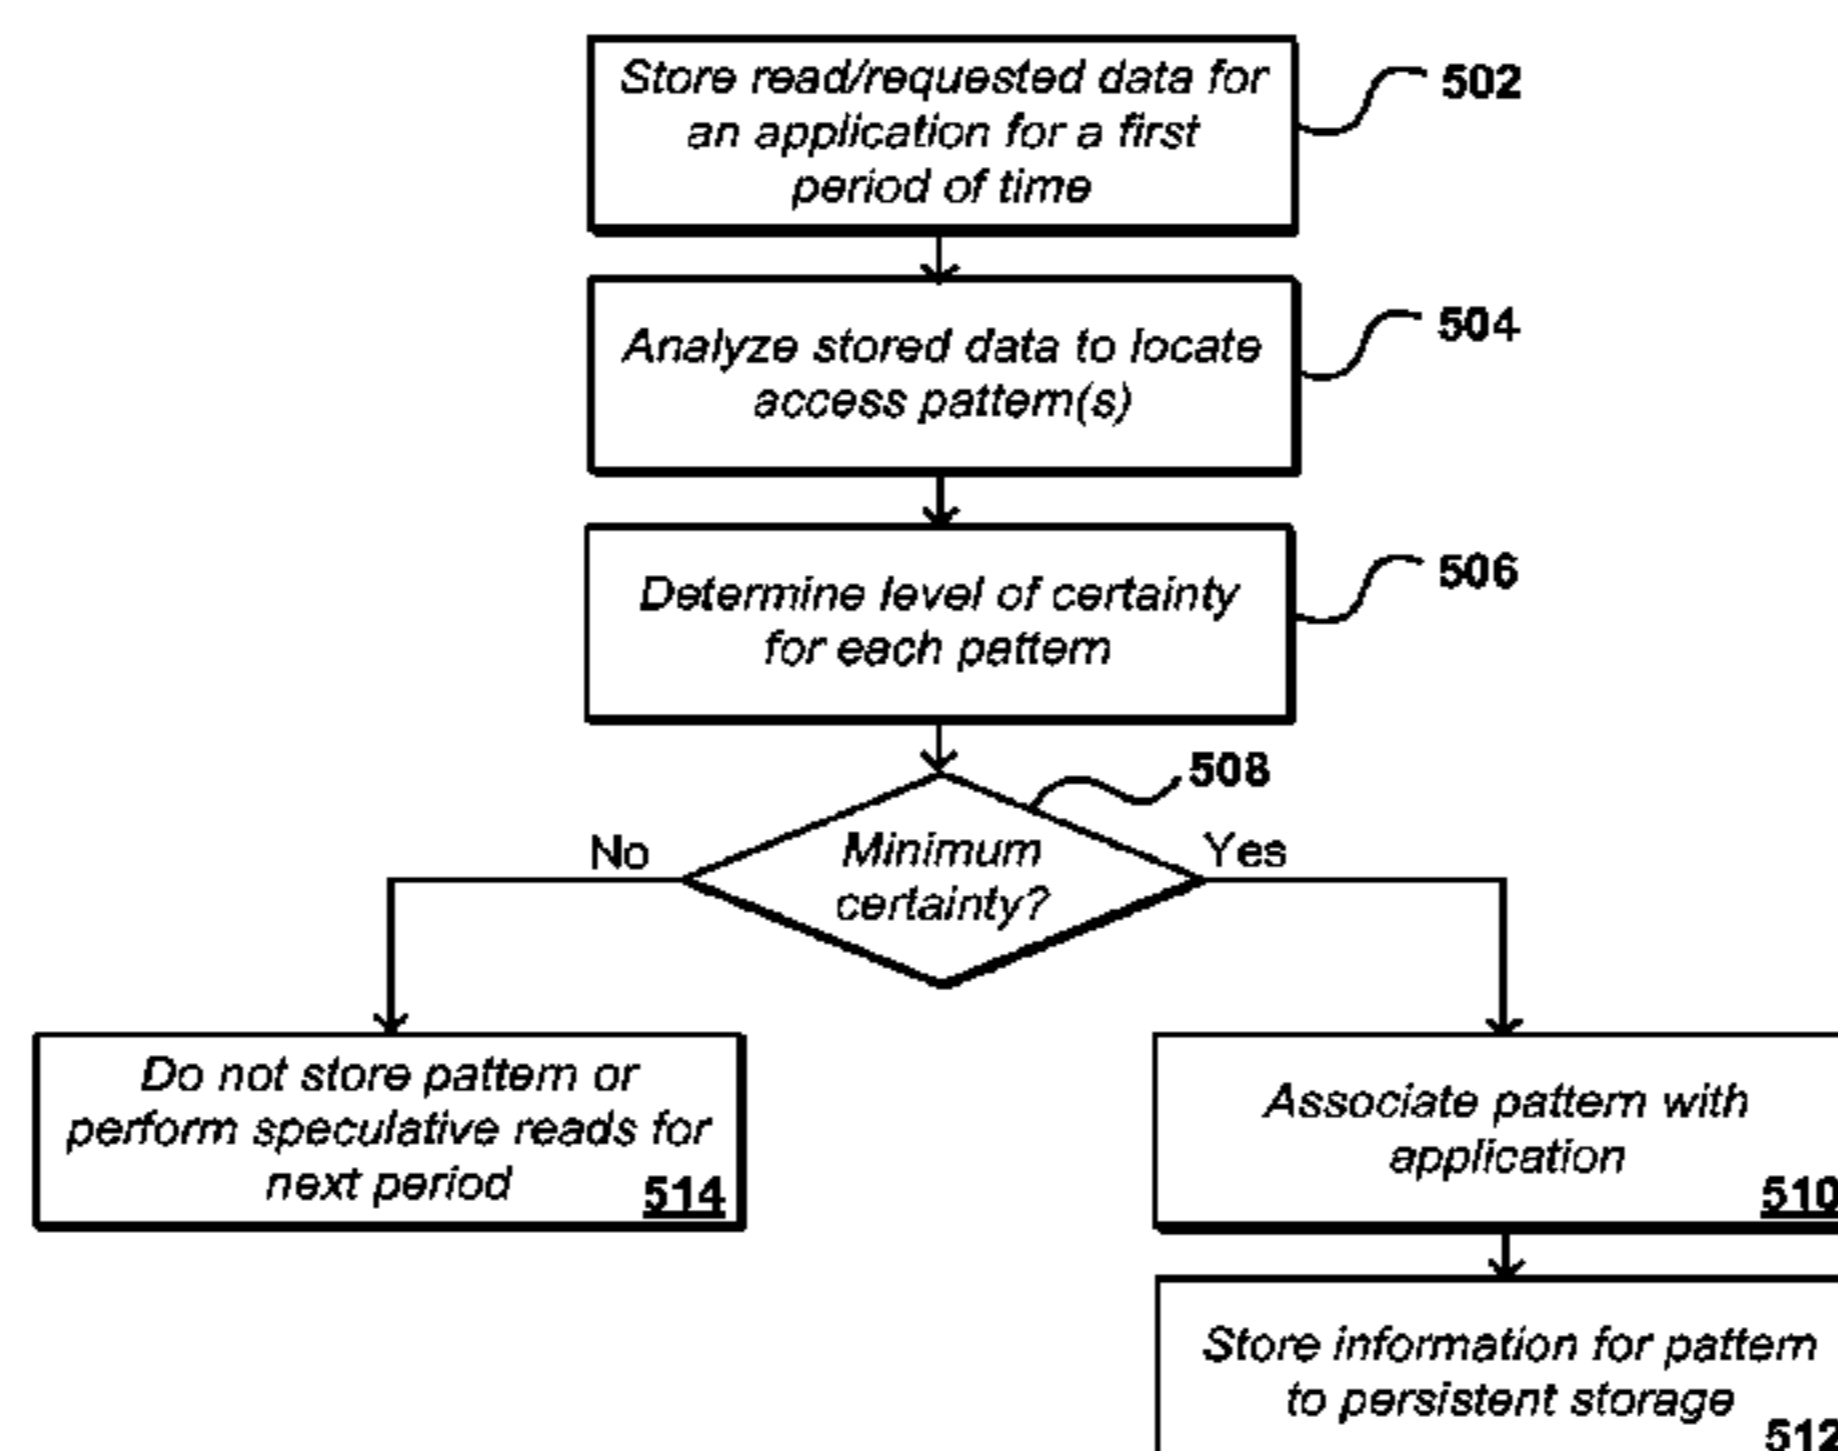 Store read/requested data for
an application for a first
period of time
502
Analyze stored data to locate
access pattern(s)
504
Determine level of certainty
for each pattern
506
508
No
Minimum
certainty?
Yes
Do not store pattern or
perform speculative reads for
next period
514
Associate pattern with
application
510
Store information for pattern
to persistent storage
512